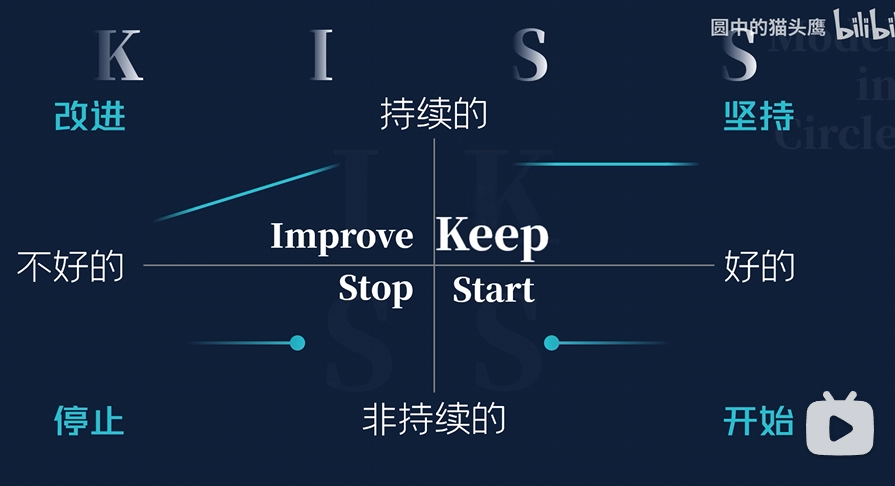 圆中的猫头鹰 bilibi
K I S S
Model
in
Circle
改进 持续的 坚持
Improve Keep
不好的 好的
Stop Start
I K
S S
停止 非持续的 开始